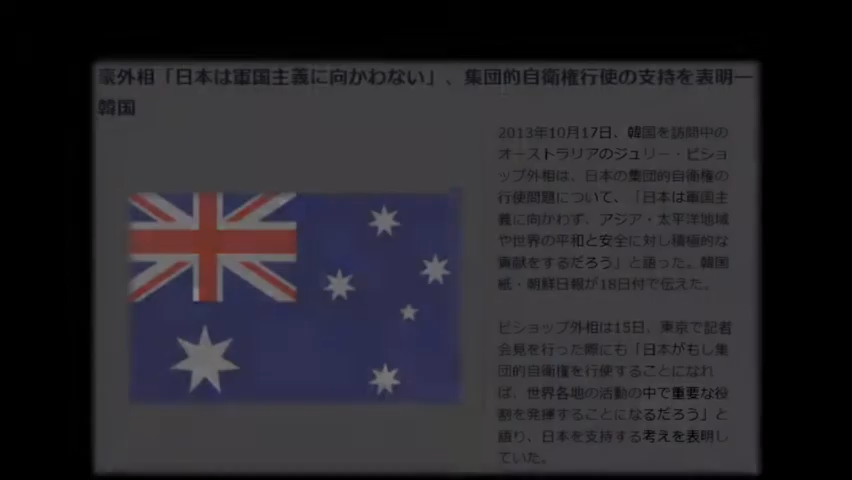 豪外相「日本は軍国主義に向かわない」、集団的自衛権行使の支持を表明―
韓国
2013年10月17日、韓国を訪問中の
オーストラリアのジュリー・ビショ
ップ外相は、日本の集団的自衛権の
行使問題について、「日本は軍国主
義に向かわず、アジア・太平洋地域
や世界の平和と安全に対し積極的な
貢献をするだろう」と語った。韓国
紙・朝鮮日報が18日付で伝えた。
ビショップ外相は15日、東京で記者
会見を行った際にも「日本がもし集
団的自衛権を行使することになれ
ば、世界各地の活動の中で重要な役
割を発揮することになるだろう」と
語り、日本を支持する考えを表明し
ていた。